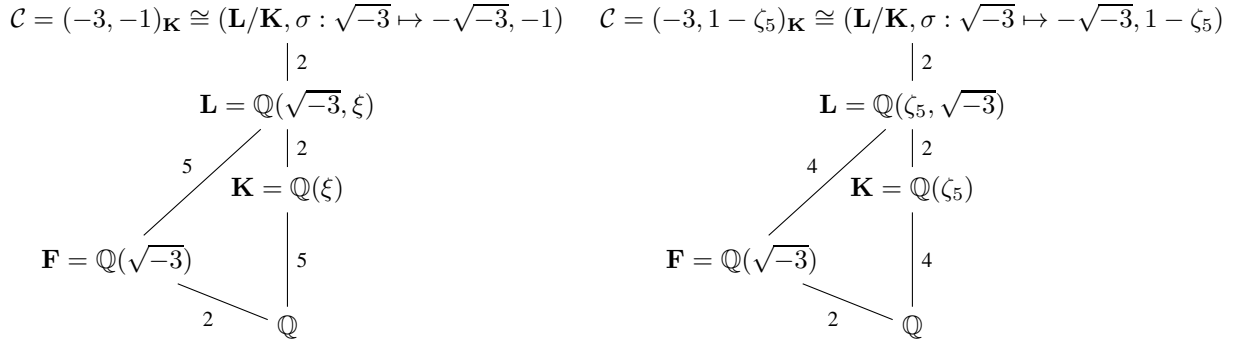 𝒞 = (−3, −1)_𝐊 ≅ (𝐋/𝐊, σ : √−3 ↦ −√−3, −1)
2
𝐋 = ℚ(√−3, ξ)
5
2
𝐊 = ℚ(ξ)
𝐅 = ℚ(√−3)
5
2
ℚ
𝒞 = (−3, 1 − ζ₅)_𝐊 ≅ (𝐋/𝐊, σ : √−3 ↦ −√−3, 1 − ζ₅)
2
𝐋 = ℚ(ζ₅, √−3)
4
2
𝐊 = ℚ(ζ₅)
𝐅 = ℚ(√−3)
4
2
ℚ